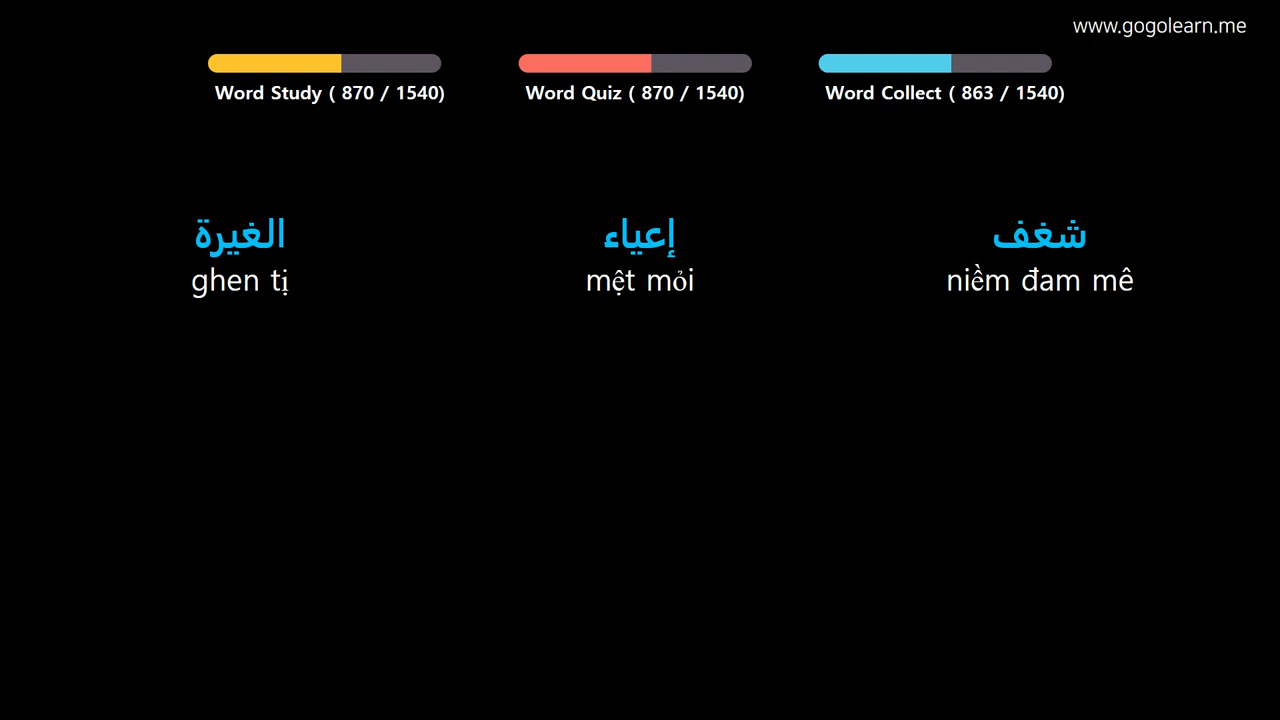 www.gogolearn.me
Word Study ( 870 / 1540)
Word Quiz ( 870 / 1540)
Word Collect ( 863 / 1540)
الغيرة
ghen tị
إعياء
mệt mỏi
شغف
niềm đam mê